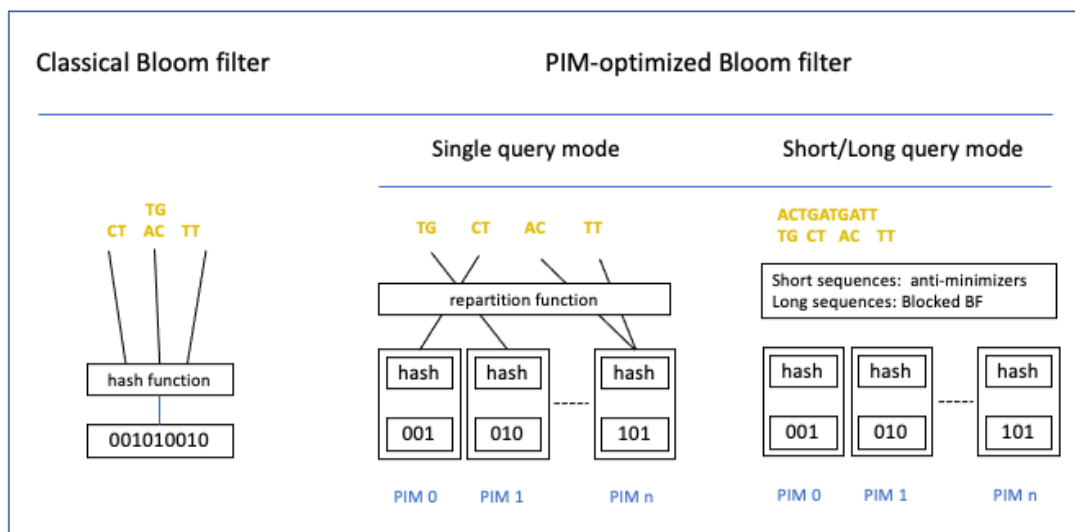 Classical Bloom filter
PIM-optimized Bloom filter
Single query mode
Short/Long query mode
TG
CT AC TT
hash function
001010010
TG CT AC TT
repartition function
hash hash hash
001 010 101
PIM 0 PIM 1 PIM n
ACTGATGATT
TG CT AC TT
Short sequences: anti-minimizers
Long sequences: Blocked BF
hash hash hash
001 010 101
PIM 0 PIM 1 PIM n